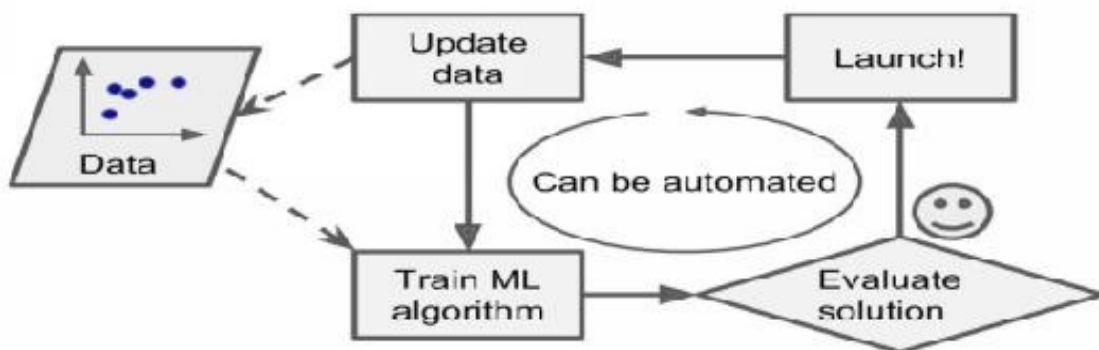 Update
data
Launch!
Data
Can be automated
Train ML
algorithm
Evaluate
solution